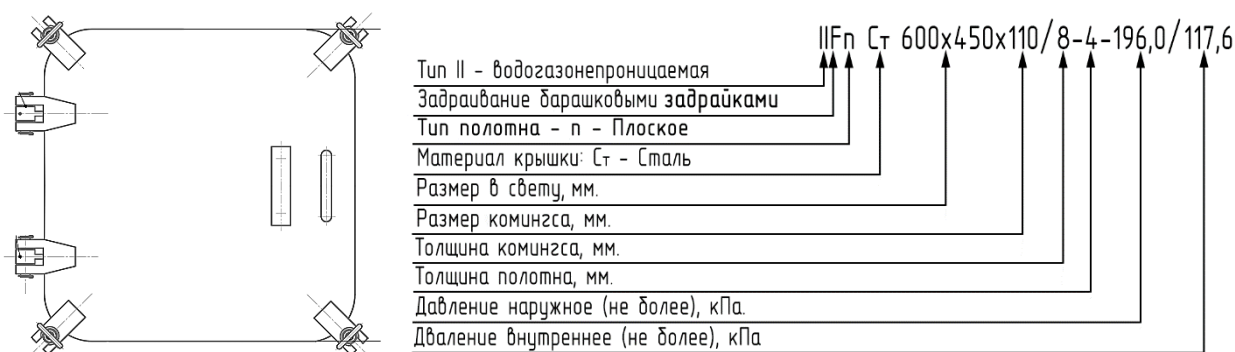 IIFп Ст 600х450х110/8-4-196,0/117,6
Тип II - водогазонепроницаемая
Задраивание барашковыми задрайками
Тип полотна - п - Плоское
Материал крышки: Ст - Сталь
Размер в свету, мм.
Размер комингса, мм.
Толщина комингса, мм.
Толщина полотна, мм.
Давление наружное (не более), кПа.
Дваление внутреннее (не более), кПа